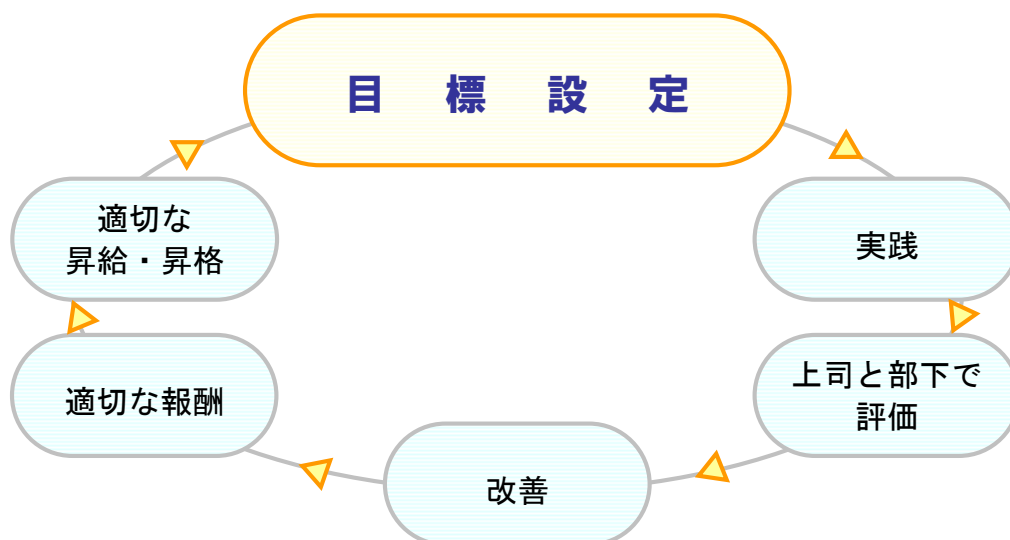 目標設定
適切な
昇給・昇格
実践
適切な報酬
上司と部下で
評価
改善